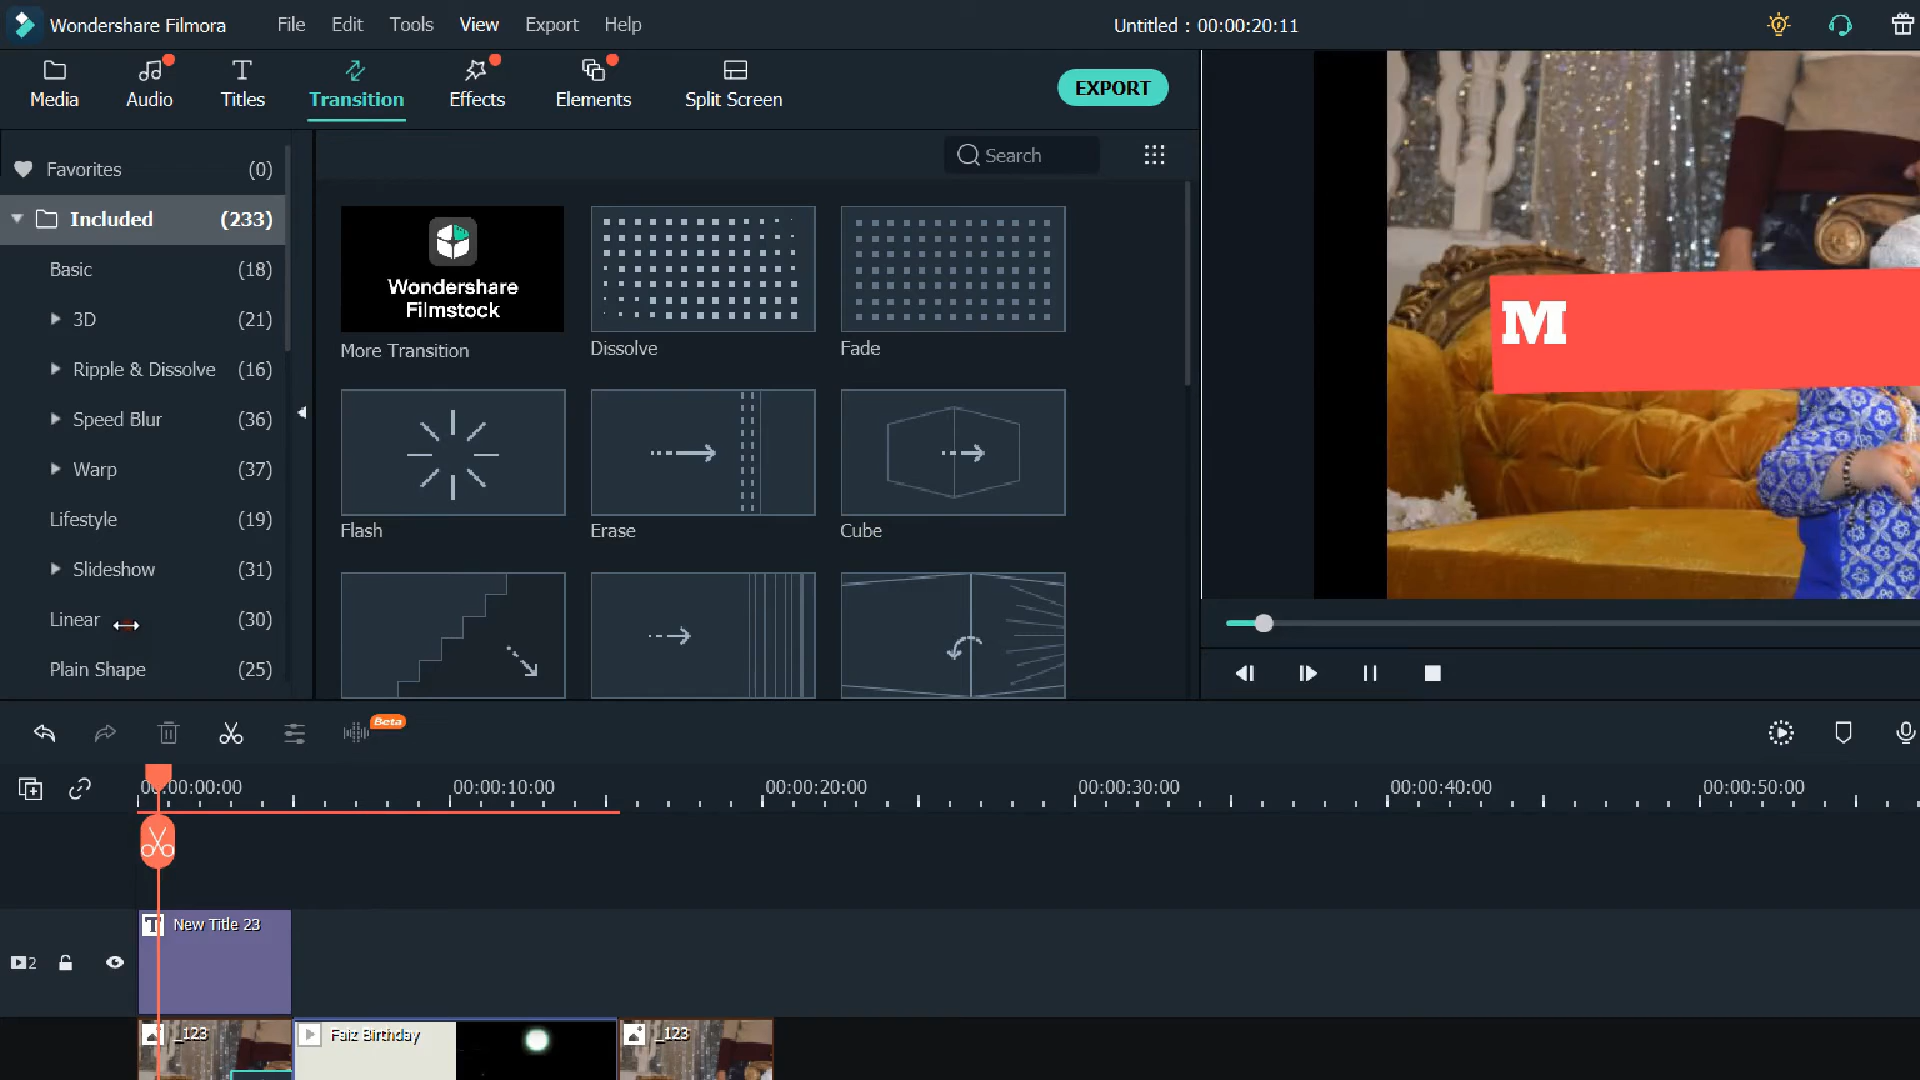 Wondershare Filmora File Edit Tools View Export Help Untitled : 00:00:20:11
Media Audio Titles Transition Effects Elements Split Screen EXPORT
Favorites (0)
Search
Included (233)
Basic (18)
3D (21)
Ripple & Dissolve (16)
Speed Blur (36)
Warp (37)
Lifestyle (19)
Slideshow (31)
Linear (30)
Plain Shape (25)
Wondershare
Filmstock
More Transition Dissolve Fade
Flash Erase Cube
M
Beta
00:00:00:00 00:00:10:00 00:00:20:00 00:00:30:00 00:00:40:00 00:00:50:00
T New Title 23
2
_123 Faiz Birthday _123